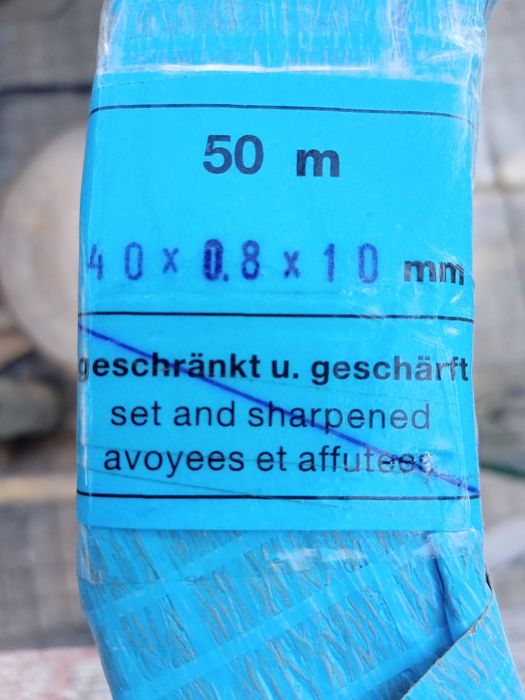 50 m
40 x 0.8 x 10 mm
geschränkt u. geschärft
set and sharpened
avoyees et affutees